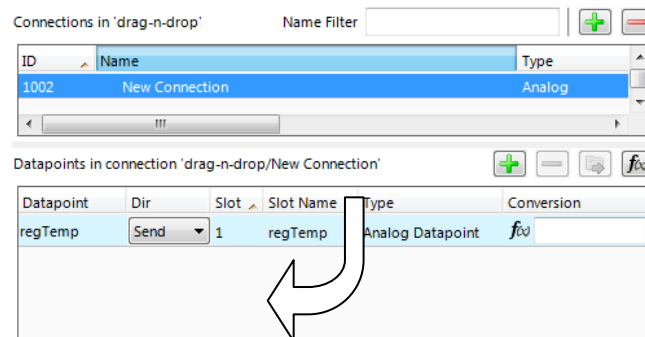 Connections in 'drag-n-drop' Name Filter
ID Name Type
1002 New Connection Analog
Datapoints in connection 'drag-n-drop/New Connection'
f(x)
Datapoint Dir Slot Slot Name Type Conversion
regTemp Send 1 regTemp Analog Datapoint f(x)